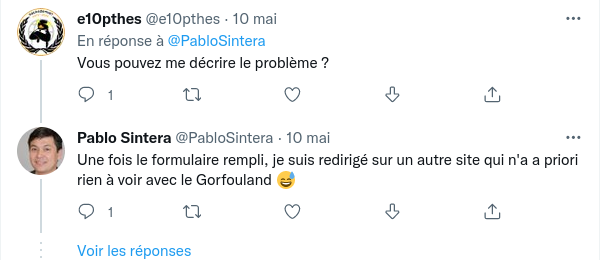 e10pthes @e10pthes · 10 mai
En réponse à @PabloSintera
Vous pouvez me décrire le problème ?
1
Pablo Sintera @PabloSintera · 10 mai
Une fois le formulaire rempli, je suis redirigé sur un autre site qui n'a a priori
rien à voir avec le Gorfouland 😅
1
Voir les réponses